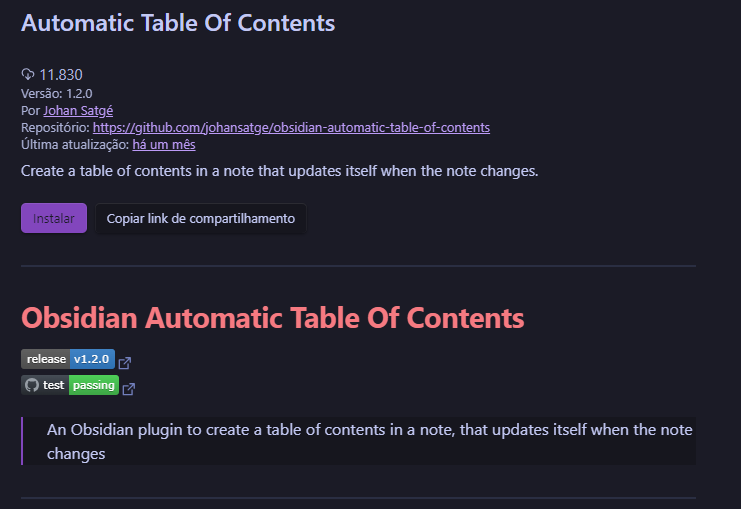 Automatic Table Of Contents
11.830
Versão: 1.2.0
Por Johan Satgé
Repositório: https://github.com/johansatge/obsidian-automatic-table-of-contents
Última atualização: há um mês
Create a table of contents in a note that updates itself when the note changes.
Instalar Copiar link de compartilhamento
Obsidian Automatic Table Of Contents
release v1.2.0
test passing
An Obsidian plugin to create a table of contents in a note, that updates itself when the note
changes